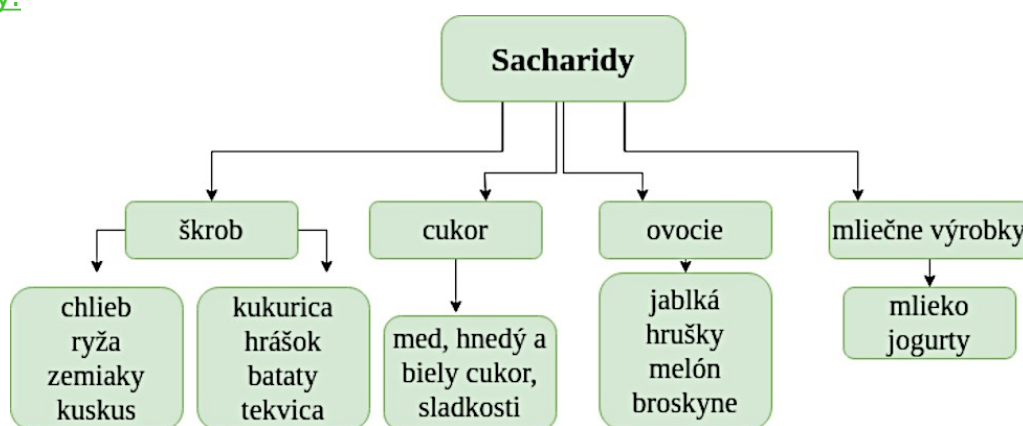 y:
Sacharidy
škrob
cukor
ovocie
mliečne výrobky
chlieb
ryža
zemiaky
kuskus
kukurica
hrášok
bataty
tekvica
med, hnedý a
biely cukor,
sladkosti
jablká
hrušky
melón
broskyne
mlieko
jogurty